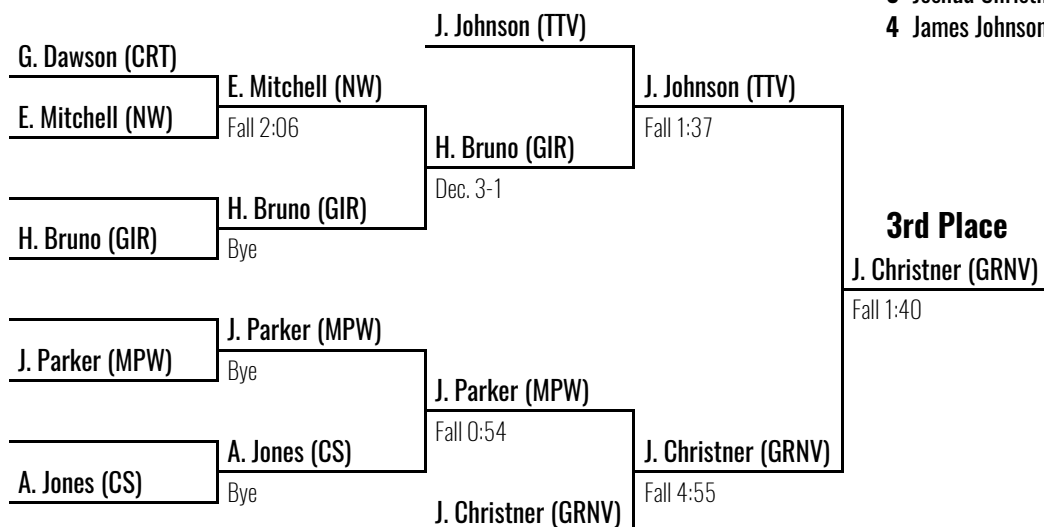 4 James Johnson
J. Johnson (TTV)
G. Dawson (CRT)
E. Mitchell (NW)
J. Johnson (TTV)
E. Mitchell (NW)
Fall 2:06
Fall 1:37
H. Bruno (GIR)
Dec. 3-1
H. Bruno (GIR)
H. Bruno (GIR)
Bye
3rd Place
J. Christner (GRNV)
Fall 1:40
J. Parker (MPW)
J. Parker (MPW)
Bye
J. Parker (MPW)
Fall 0:54
A. Jones (CS)
J. Christner (GRNV)
A. Jones (CS)
Bye
Fall 4:55
J. Christner (GRNV)